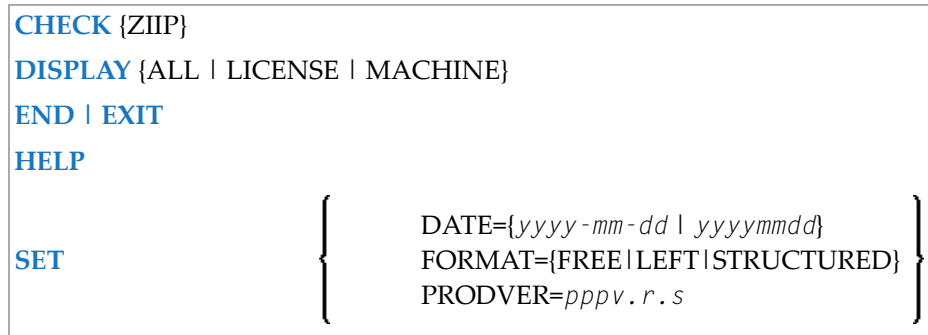 CHECK {ZIIP}
DISPLAY {ALL | LICENSE | MACHINE}
END | EXIT
HELP
DATE={yyyy-mm-dd | yyyymmdd}
SET { FORMAT={FREE|LEFT|STRUCTURED} }
PRODVER=pppv.r.s